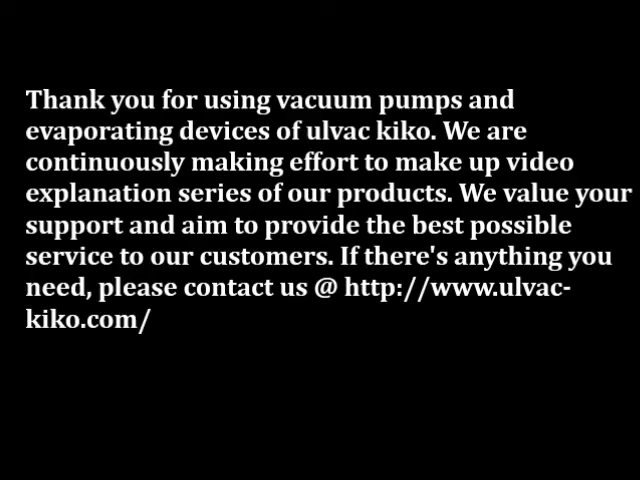 Thank you for using vacuum pumps and
evaporating devices of ulvac kiko. We are
continuously making effort to make up video
explanation series of our products. We value your
support and aim to provide the best possible
service to our customers. If there's anything you
need, please contact us @ http://www.ulvac-
kiko.com/